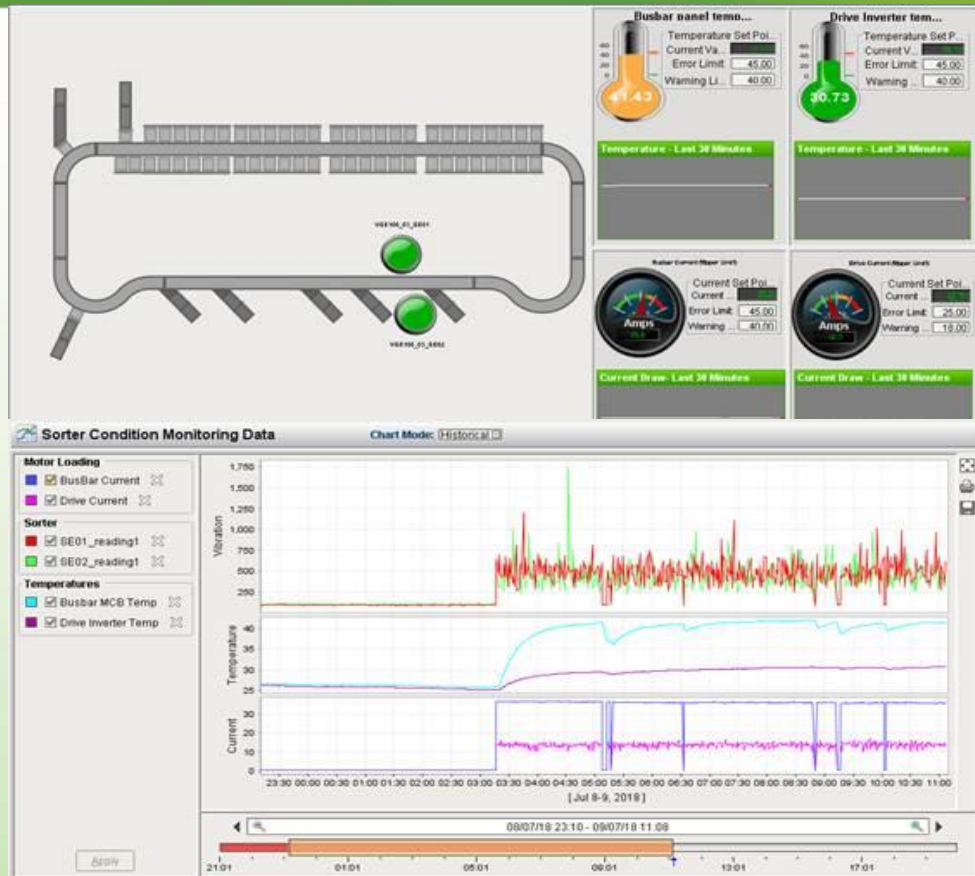 Busbar panel temp...
Temperature Set Poi...
Current Va...
Error Limit 45.00
Warning Li... 40.00
60
40
20
0
41.43
Temperature - Last 30 Minutes
Drive Inverter tem...
Temperature Set P...
Current V...
Error Limit 45.00
Warning ... 40.00
60
40
20
0
30.73
Temperature - Last 30 Minutes
Current Set Poi...
Current ...
Error Limit 45.00
Warning ... 40.00
Amps
Current Draw- Last 30 Minutes
Current Set Poi...
Current ...
Error Limit 25.00
Warning ... 18.00
Amps
Current Draw - Last 30 Minutes
Sorter Condition Monitoring Data
Chart Mode: Historical
Motor Loading
BusBar Current
Drive Current
Sorter
SE01_reading1
SE02_reading1
Temperatures
Busbar MCB Temp
Drive Inverter Temp
Apply
Vibration
1,750
1,500
1,250
1,000
750
500
250
Temperature
40
35
30
25
Current
30
20
10
0
23:30 00:00 00:30 01:00 01:30 02:00 02:30 03:00 03:30 04:00 04:30 05:00 05:30 06:00 06:30 07:00 07:30 08:00 08:30 09:00 09:30 10:00 10:30 11:00
[Jul 8-9, 2018]
08/07/18 23:10 - 09/07/18 11:08
21:01 01:01 05:01 09:01 13:01 17:01